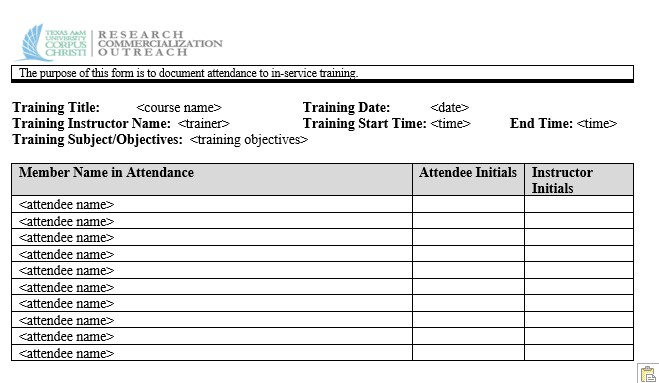 TEXAS A&M
UNIVERSITY
CORPUS
CHRISTI
RESEARCH
COMMERCIALIZATION
OUTREACH
The purpose of this form is to document attendance to in-service training.
Training Title: <course name> Training Date: <date>
Training Instructor Name: <trainer> Training Start Time: <time> End Time: <time>
Training Subject/Objectives: <training objectives>
Member Name in Attendance Attendee Initials Instructor
Initials
<attendee name>
<attendee name>
<attendee name>
<attendee name>
<attendee name>
<attendee name>
<attendee name>
<attendee name>
<attendee name>
<attendee name>